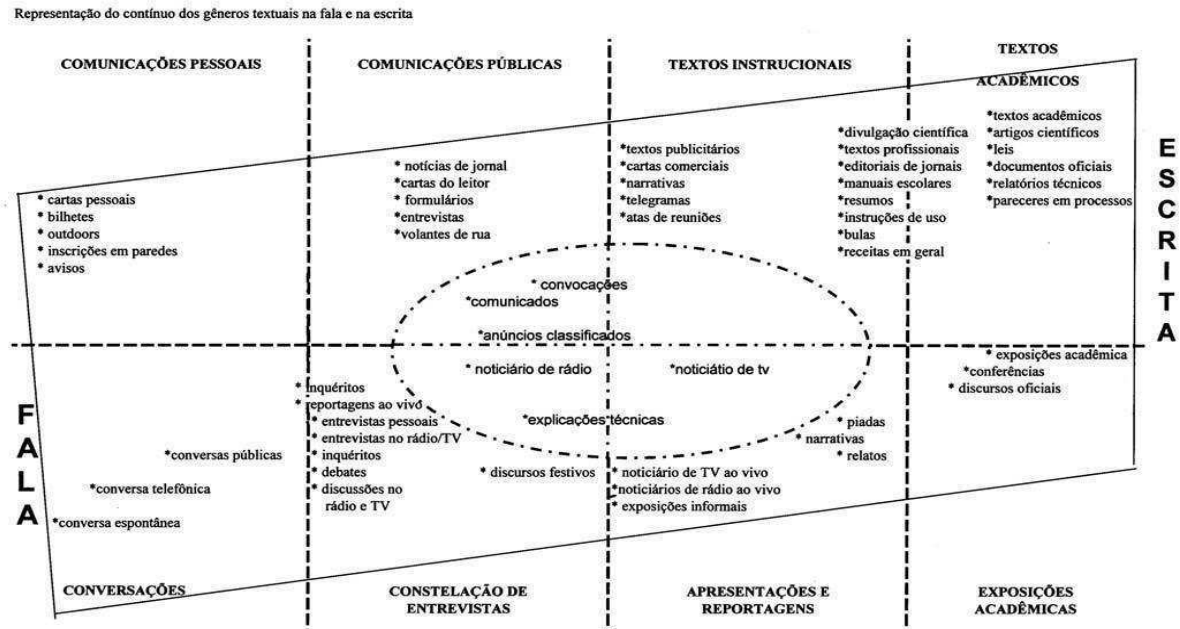 Representação do contínuo dos gêneros textuais na fala e na escrita
COMUNICAÇÕES PESSOAIS
COMUNICAÇÕES PÚBLICAS
TEXTOS INSTRUCIONAIS
TEXTOS
ACADÊMICOS
* cartas pessoais
* bilhetes
* outdoors
* inscrições em paredes
* avisos
* notícias de jornal
*cartas do leitor
* formulários
*entrevistas
*volantes de rua
*textos publicitários
*cartas comerciais
*narrativas
*telegramas
*atas de reuniões
*divulgação científica
*textos profissionais
*editoriais de jornais
*manuais escolares
*resumos
*instruções de uso
*bulas
*receitas em geral
*textos acadêmicos
*artigos científicos
*leis
*documentos oficiais
*relatórios técnicos
*pareceres em processos
ESCRITA
* convocações
*comunicados
*anúncios classificados
* noticiário de rádio
*noticiátio de tv
*explicações técnicas
FALA
*conversas públicas
*conversa telefônica
*conversa espontânea
* inquéritos
* reportagens ao vivo
* entrevistas pessoais
* entrevistas no rádio/TV
* inquéritos
* debates
* discussões no
rádio e TV
* discursos festivos
* noticiário de TV ao vivo
*noticiários de rádio ao vivo
* exposições informais
* piadas
* narrativas
* relatos
* exposições acadêmica
*conferências
* discursos oficiais
CONVERSAÇÕES
CONSTELAÇÃO DE
ENTREVISTAS
APRESENTAÇÕES E
REPORTAGENS
EXPOSIÇÕES
ACADÊMICAS